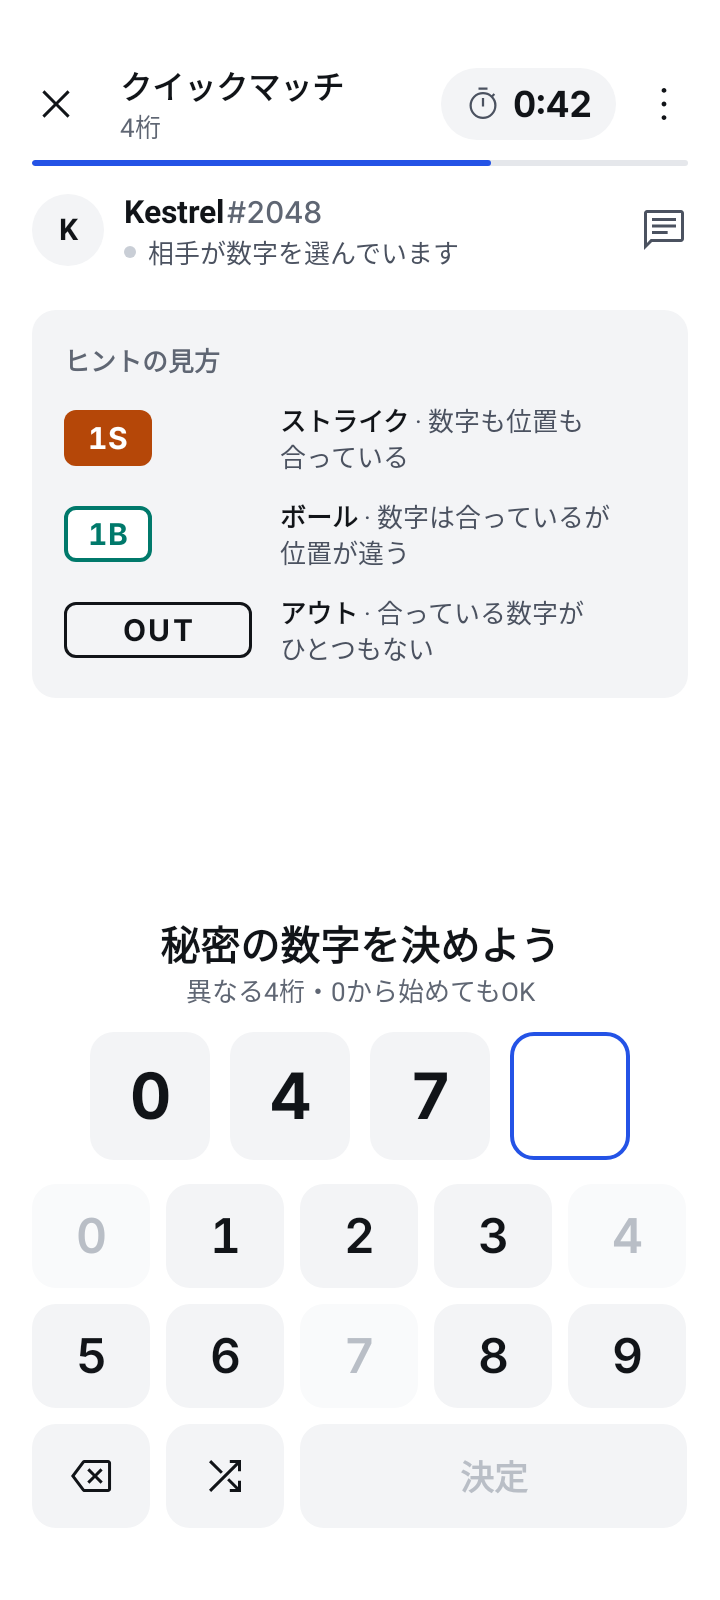 クイックマッチ
4桁
0:42
K
Kestrel#2048
相手が数字を選んでいます
ヒントの見方
1S
ストライク · 数字も位置も
合っている
1B
ボール · 数字は合っているが
位置が違う
OUT
アウト · 合っている数字が
ひとつもない
秘密の数字を決めよう
異なる4桁・0から始めてもOK
0 4 7
0 1 2 3 4
5 6 7 8 9
決定